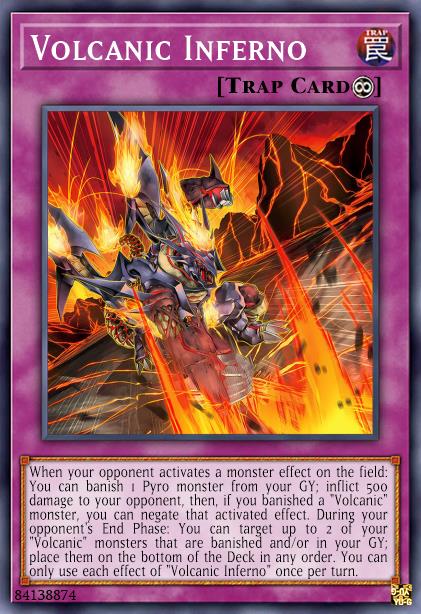 Volcanic Inferno
TRAP
罠
[Trap Card]
When your opponent activates a monster effect on the field:
You can banish 1 Pyro monster from your GY; inflict 500
damage to your opponent, then, if you banished a "Volcanic"
monster, you can negate that activated effect. During your
opponent's End Phase: You can target up to 2 of your
"Volcanic" monsters that are banished and/or in your GY;
place them on the bottom of the Deck in any order. You can
only use each effect of "Volcanic Inferno" once per turn.
84138874